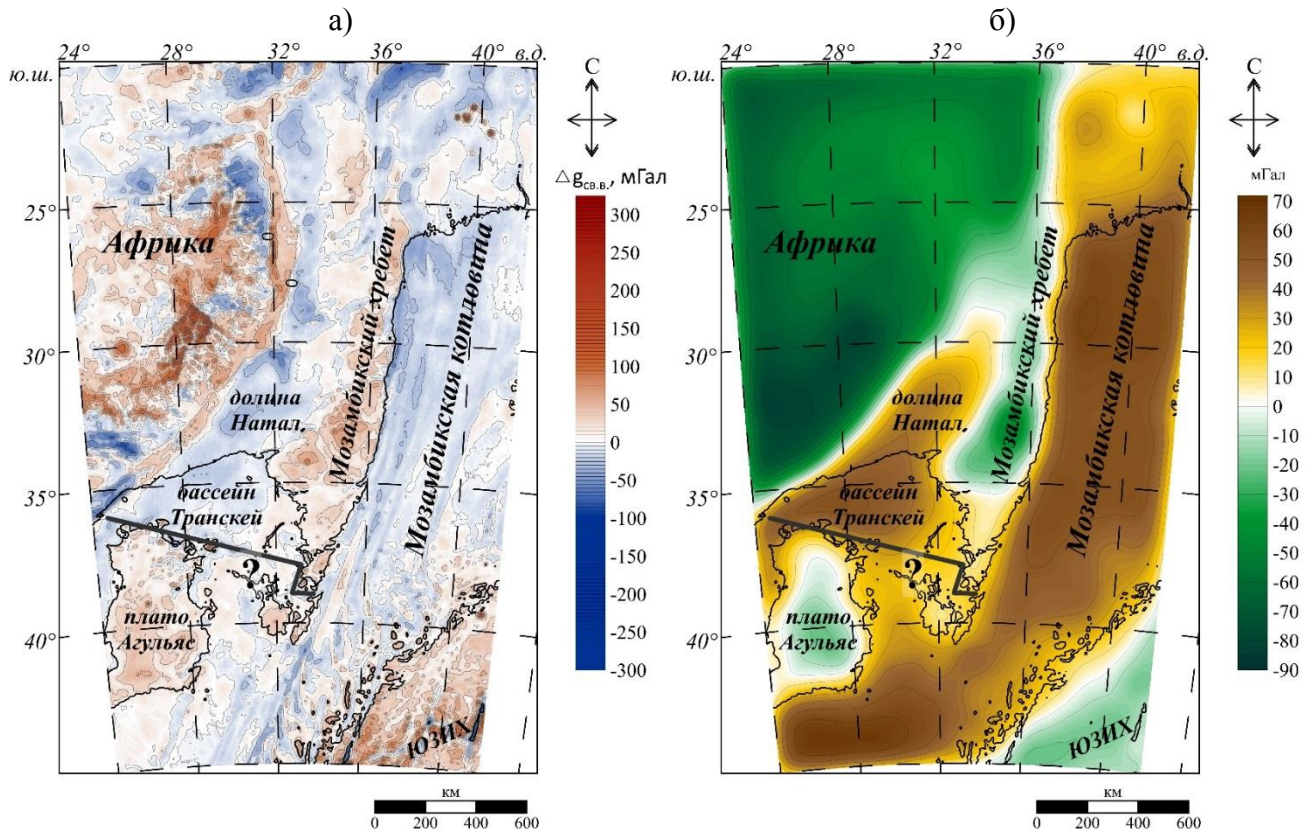 а)
24° 28° 32° 36° 40° в.д.
ю.ш.
С
△gсв.в., мГал
25°
30°
35°
40°
Африка
0
0
Мозамбикский хребет
Мозамбикская котловина
долина
Натал.
бассейн
Транскей
?
плато
Агульяс
ЮЗИХ
300
250
200
150
100
50
0
-50
-100
-150
-200
-250
-300
км
0 200 400 600
б)
24° 28° 32° 36° 40° в.д.
ю.ш.
С
мГал
25°
30°
35°
40°
Африка
Мозамбикский хребет
Мозамбикская котловина
долина
Натал.
бассейн
Транскей
?
плато
Агульяс
ЮЗИХ
70
60
50
40
30
20
10
0
-10
-20
-30
-40
-50
-60
-70
-80
-90
км
0 200 400 600